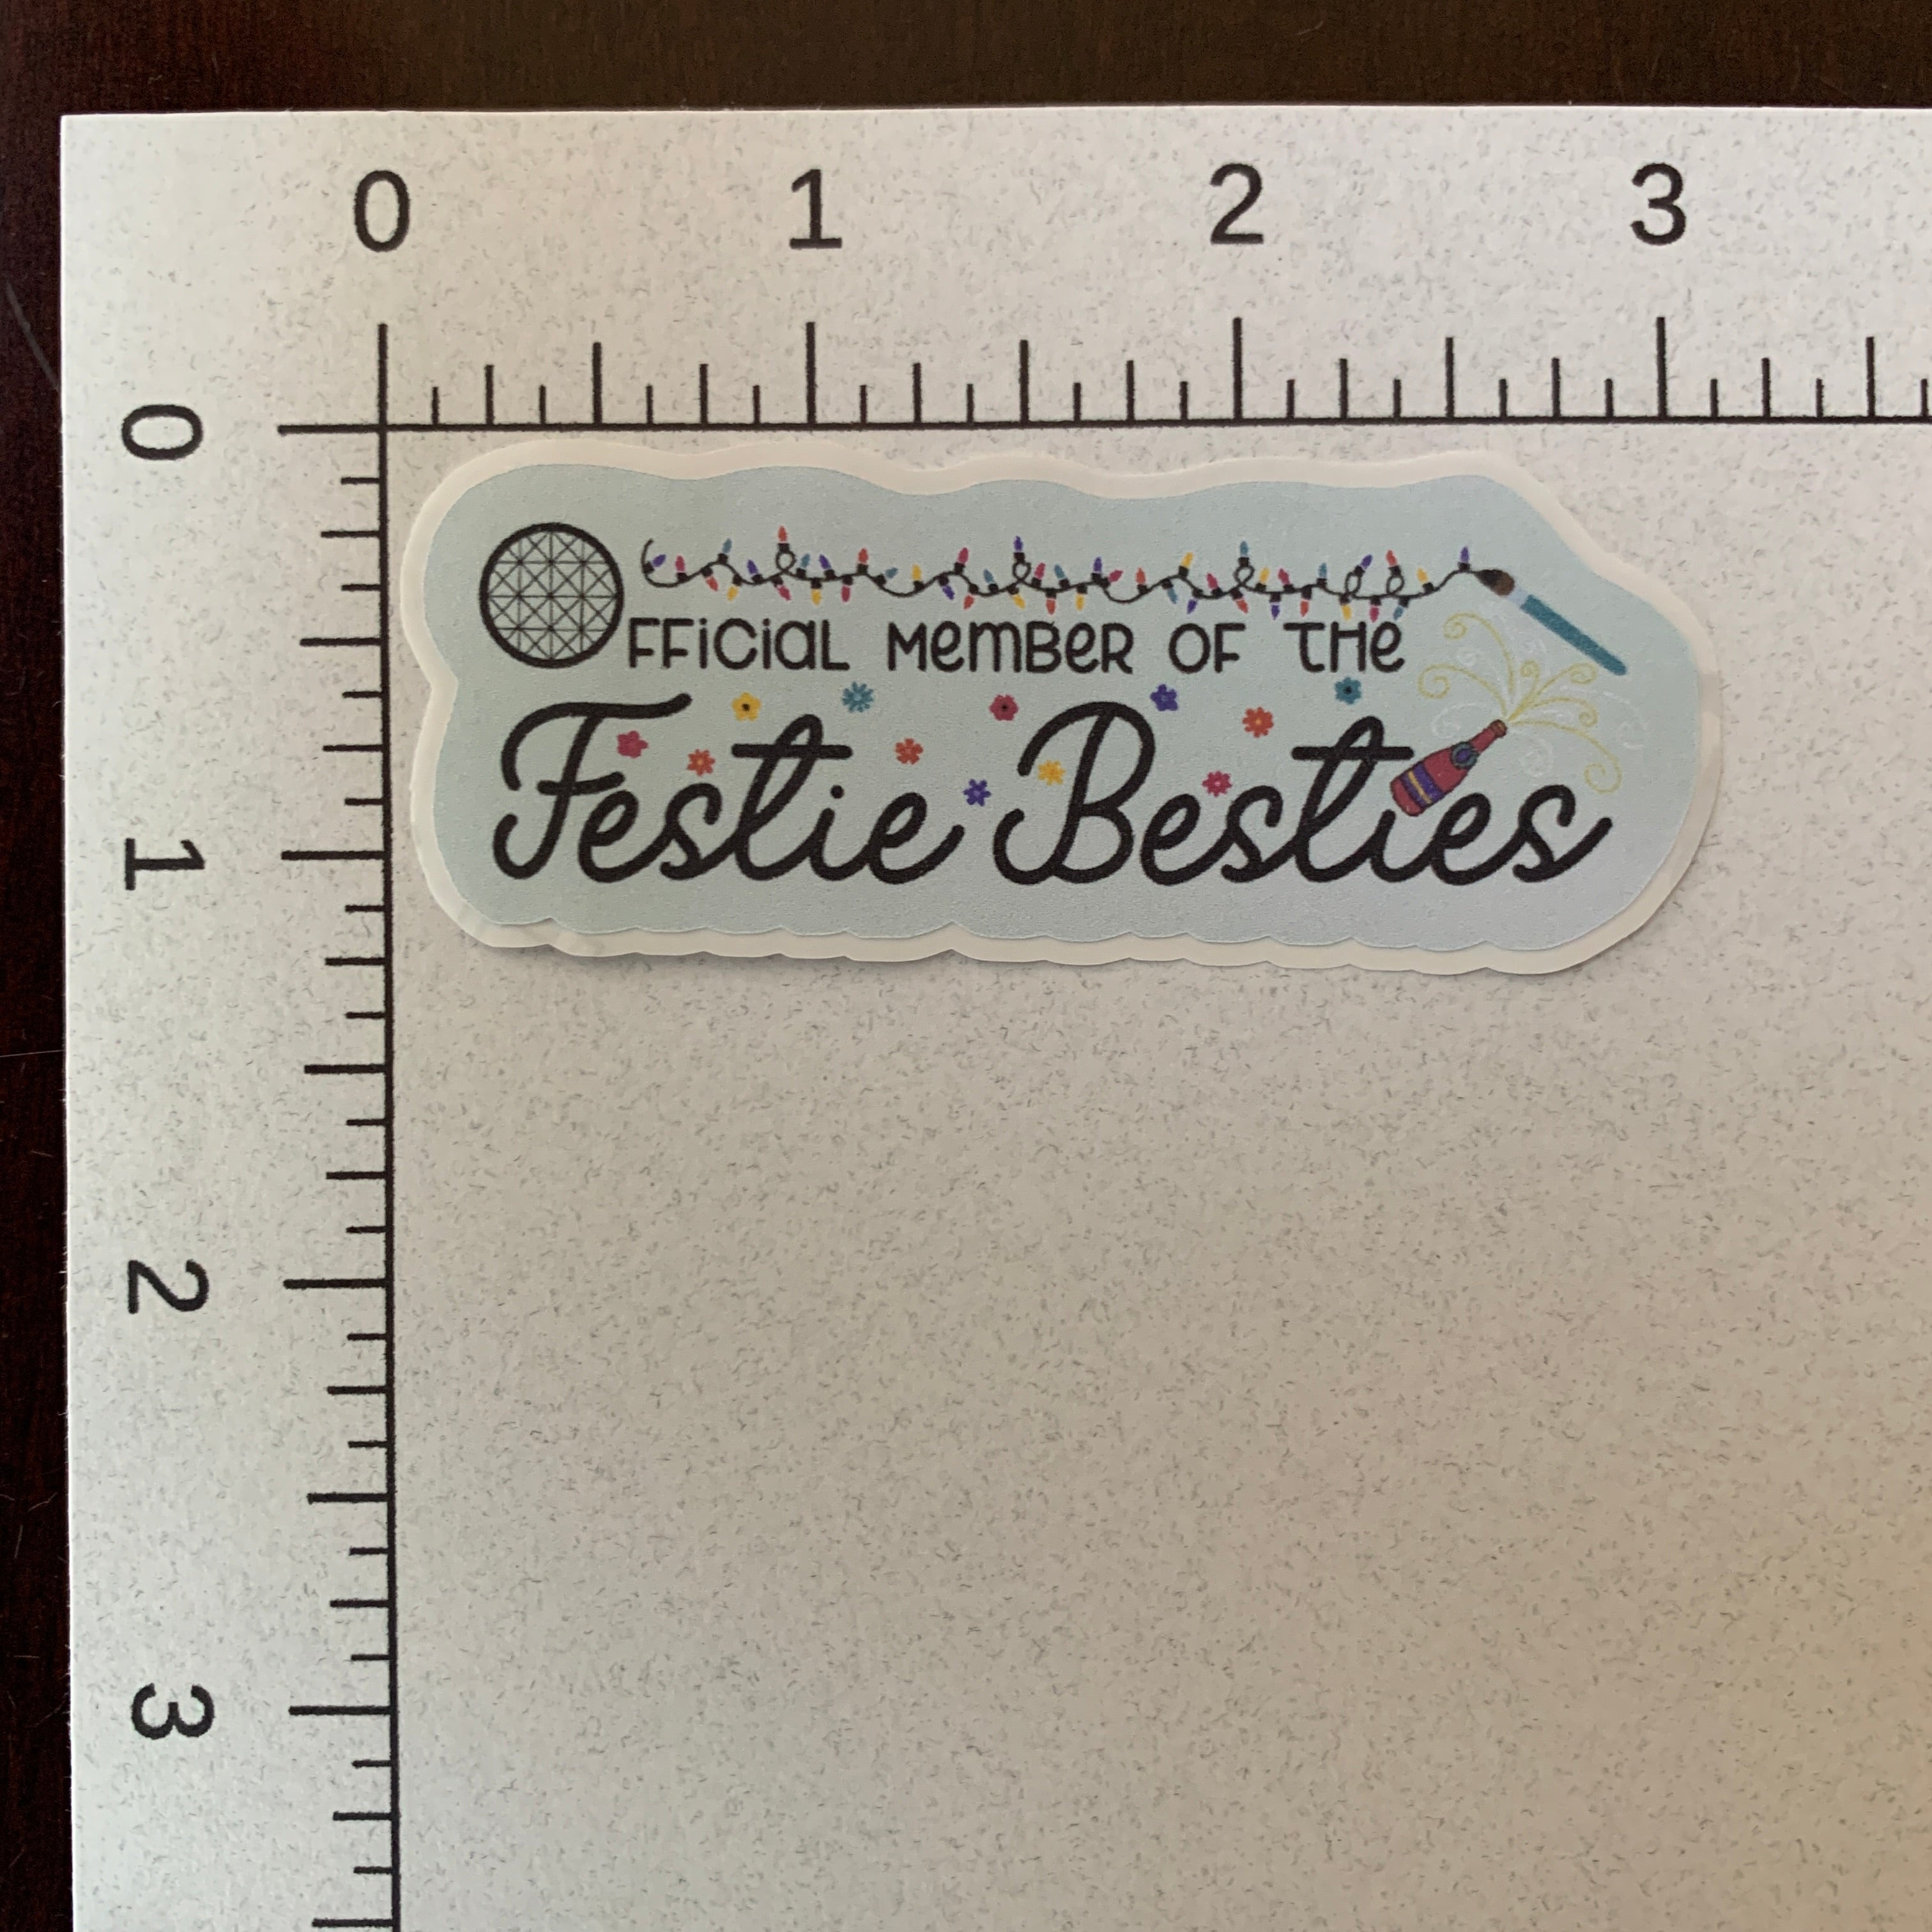 0 1 2 3
0
OFFiciaL MemBeR OF THe
Festie Besties
1
2
3